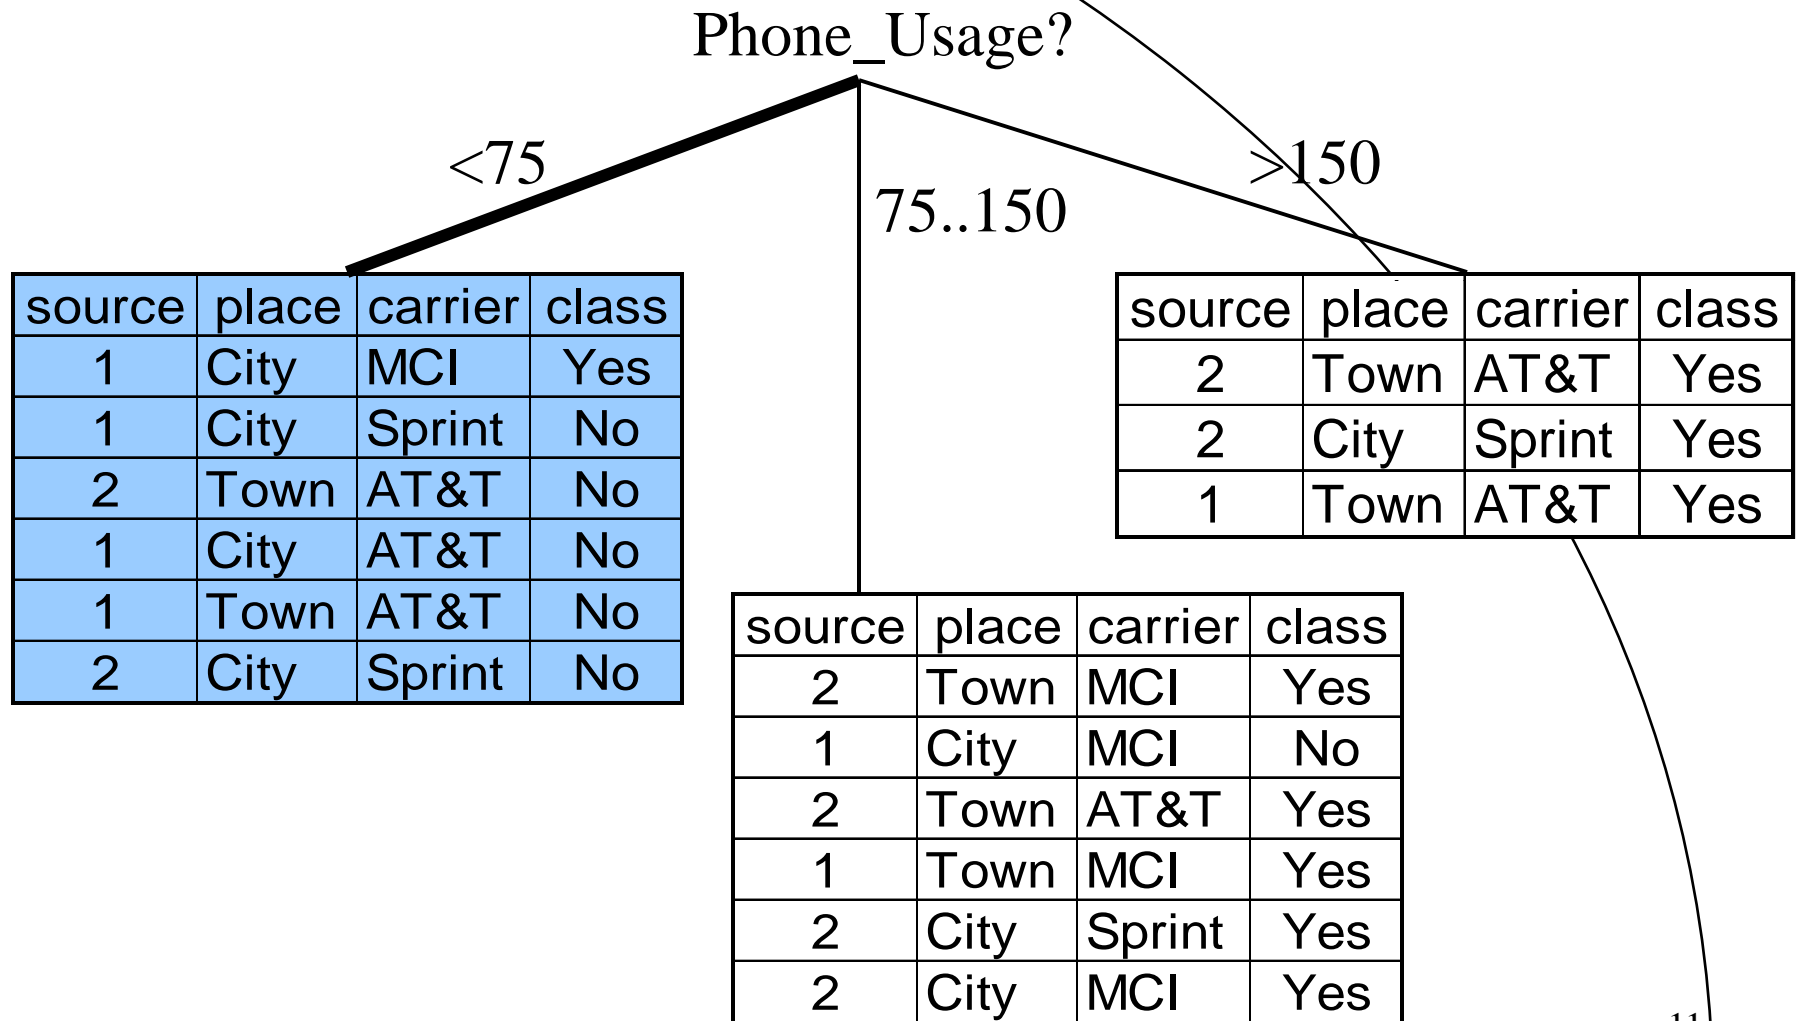 Phone_Usage?
<75
75..150
>150
source place carrier class
1 City MCI Yes
1 City Sprint No
2 Town AT&T No
1 City AT&T No
1 Town AT&T No
2 City Sprint No
source place carrier class
2 Town MCI Yes
1 City MCI No
2 Town AT&T Yes
1 Town MCI Yes
2 City Sprint Yes
2 City MCI Yes
source place carrier class
2 Town AT&T Yes
2 City Sprint Yes
1 Town AT&T Yes
11